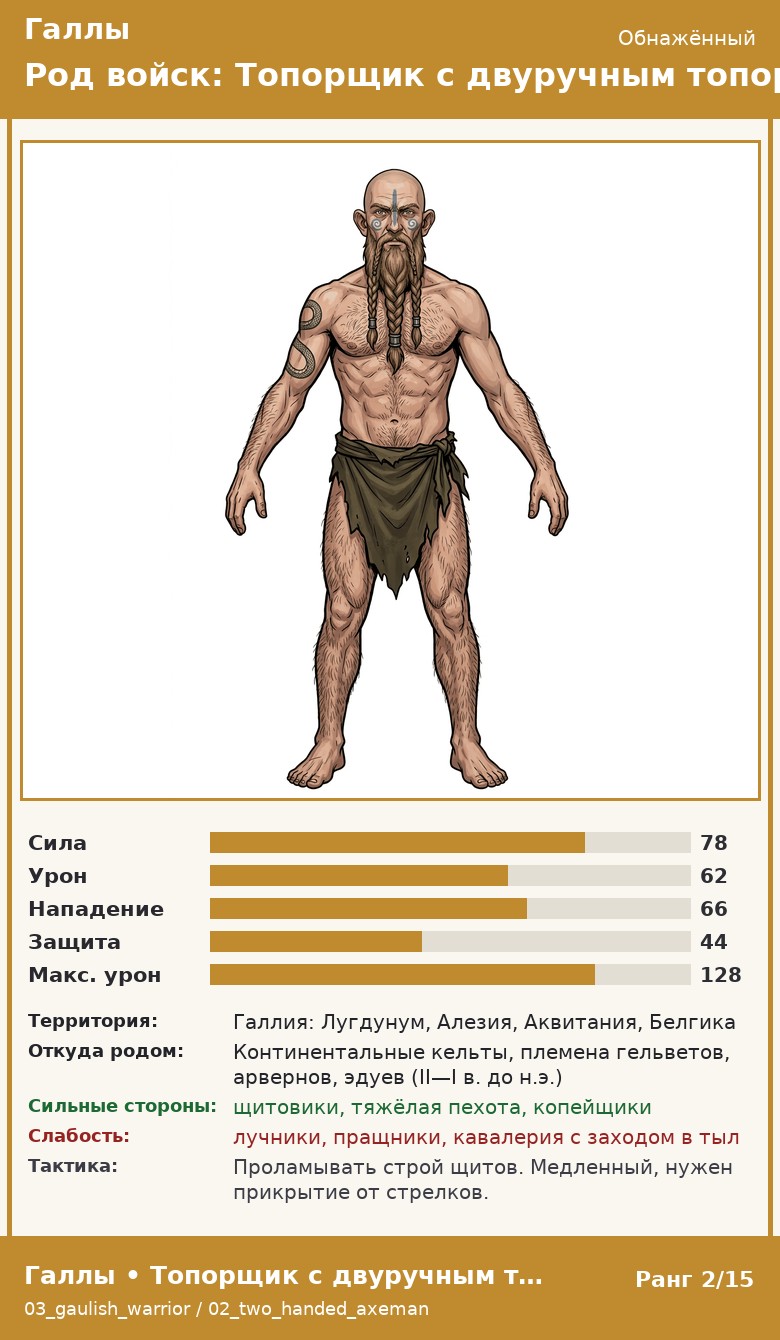 Галлы
Обнажённый
Род войск: Топорщик с двуручным топор
Сила 78
Урон 62
Нападение 66
Защита 44
Макс. урон 128
Территория: Галлия: Лугдунум, Алезия, Аквитания, Белгика
Откуда родом: Континентальные кельты, племена гельветов,
арвернов, эдуев (II—I в. до н.э.)
Сильные стороны: щитовики, тяжёлая пехота, копейщики
Слабость: лучники, пращники, кавалерия с заходом в тыл
Тактика: Проламывать строй щитов. Медленный, нужен
прикрытие от стрелков.
Галлы • Топорщик с двуручным т…
Ранг 2/15
03_gaulish_warrior / 02_two_handed_axeman